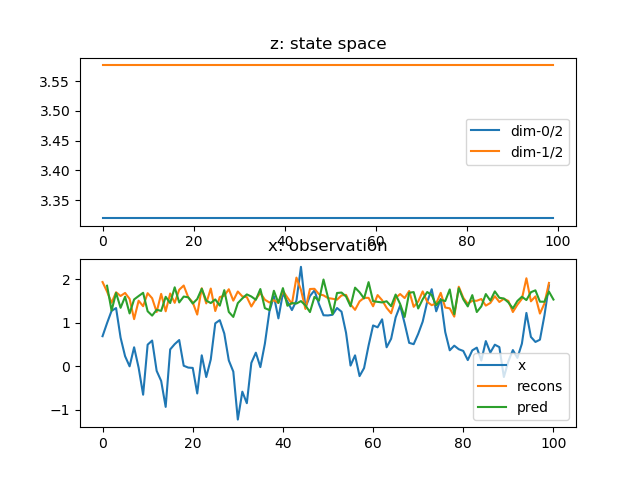 z: state space
3.55
3.50
3.45
3.40
3.35
dim-0/2
dim-1/2
0 20 40 60 80 100
x: observation
2
1
0
−1
x
recons
pred
0 20 40 60 80 100